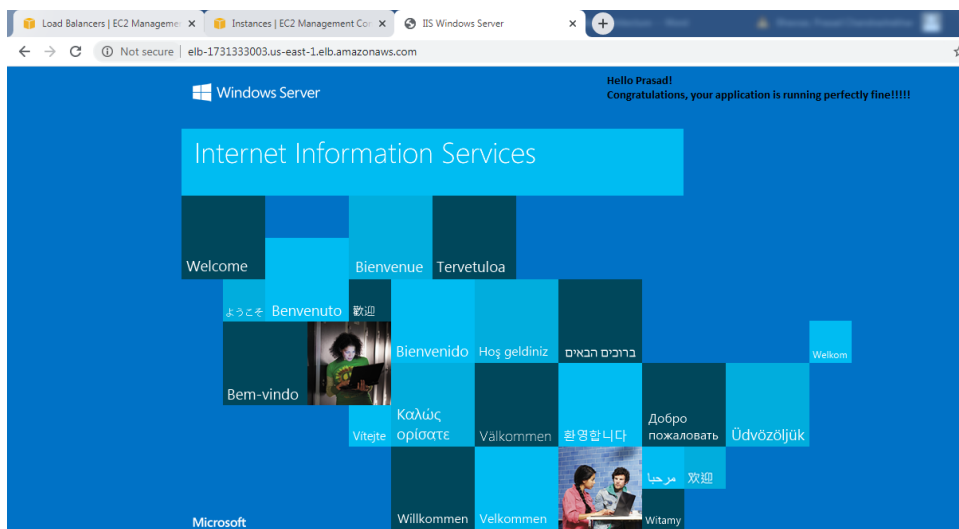 Load Balancers | EC2 Manageme
Instances | EC2 Management Co
IIS Windows Server
Not secure | elb-1731333003.us-east-1.elb.amazonaws.com
Windows Server
Hello Prasad!
Congratulations, your application is running perfectly fine!!!!!
Internet Information Services
Welcome
Bienvenue
Tervetuloa
ようこそ
Benvenuto
歡迎
Bienvenido
Hoş geldiniz
ברוכים הבאים
Welkom
Bem-vindo
Vítejte
Καλώς
ορίσατε
Välkommen
환영합니다
Добро
пожаловать
Üdvözöljük
مرحبا
欢迎
Microsoft
Willkommen
Velkommen
Witamy